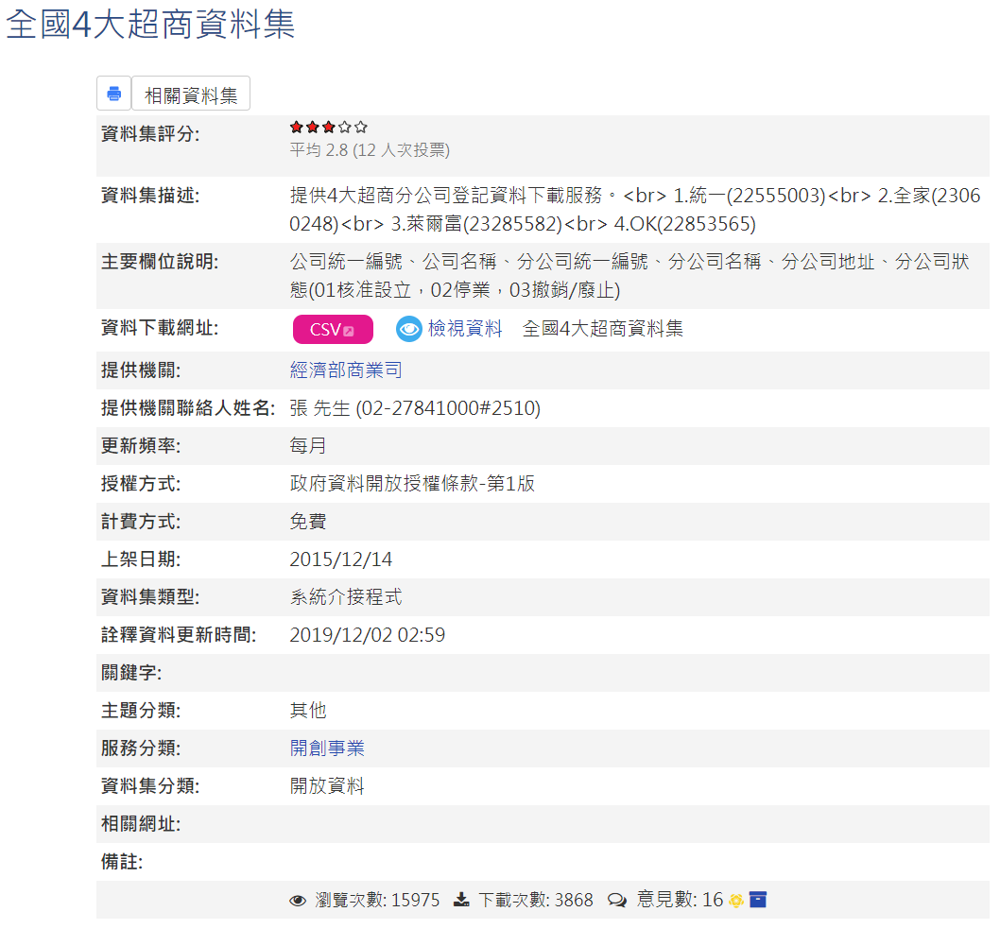 全國4大超商資料集
相關資料集
資料集評分:
平均 2.8 (12 人次投票)
資料集描述: 提供4大超商分公司登記資料下載服務。<br> 1.統一(22555003)<br> 2.全家(2306
0248)<br> 3.萊爾富(23285582)<br> 4.OK(22853565)
主要欄位說明: 公司統一編號、公司名稱、分公司統一編號、分公司名稱、分公司地址、分公司狀
態(01核准設立，02停業，03撤銷/廢止)
資料下載網址: CSV 檢視資料 全國4大超商資料集
提供機關: 經濟部商業司
提供機關聯絡人姓名: 張 先生 (02-27841000#2510)
更新頻率: 每月
授權方式: 政府資料開放授權條款-第1版
計費方式: 免費
上架日期: 2015/12/14
資料集類型: 系統介接程式
詮釋資料更新時間: 2019/12/02 02:59
關鍵字:
主題分類: 其他
服務分類: 開創事業
資料集分類: 開放資料
相關網址:
備註:
瀏覽次數: 15975 下載次數: 3868 意見數: 16